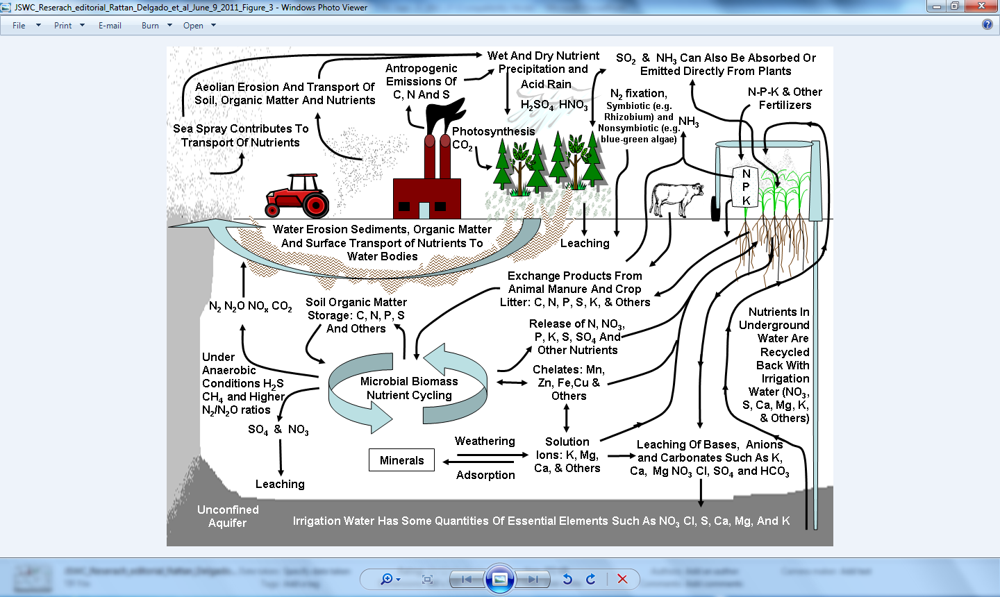 JSWC_Reserach_editorial_Rattan_Delgado_et_al_June_9_2011_Figure_3 - Windows Photo Viewer
File Print E-mail Burn Open
Wet And Dry Nutrient
Precipitation and
Acid Rain
H2SO4 HNO3
SO2 & NH3 Can Also Be Absorbed Or
Emitted Directly From Plants
Antropogenic
Emissions Of
C, N And S
Aeolian Erosion And Transport Of
Soil, Organic Matter And Nutrients
N2 fixation,
Symbiotic (e.g.
Rhizobium) and
Nonsymbiotic (e.g.
blue-green algae)
NH3
N-P-K & Other
Fertilizers
Sea Spray Contributes To
Transport Of Nutrients
Photosynthesis
CO2
N
P
K
Water Erosion Sediments, Organic Matter
And Surface Transport of Nutrients To
Water Bodies
Leaching
Exchange Products From
Animal Manure And Crop
Litter: C, N, P, S, K, & Others
N2 N2O NOx CO2
Soil Organic Matter
Storage: C, N, P, S
And Others
Release of N, NO3,
P, K, S, SO4 And
Other Nutrients
Nutrients In
Underground
Water Are
Recycled
Back With
Irrigation
Water (NO3,
S, Ca, Mg, K,
& Others)
Under
Anaerobic
Conditions H2S
CH4 and Higher
N2/N2O ratios
Microbial Biomass
Nutrient Cycling
Chelates: Mn,
Zn, Fe,Cu &
Others
SO4 & NO3
Leaching
Minerals
Weathering
Adsorption
Solution
Ions: K, Mg,
Ca, & Others
Leaching Of Bases, Anions
and Carbonates Such As K,
Ca, Mg NO3 Cl, SO4 and HCO3
Unconfined
Aquifer
Irrigation Water Has Some Quantities Of Essential Elements Such As NO3 Cl, S, Ca, Mg, And K